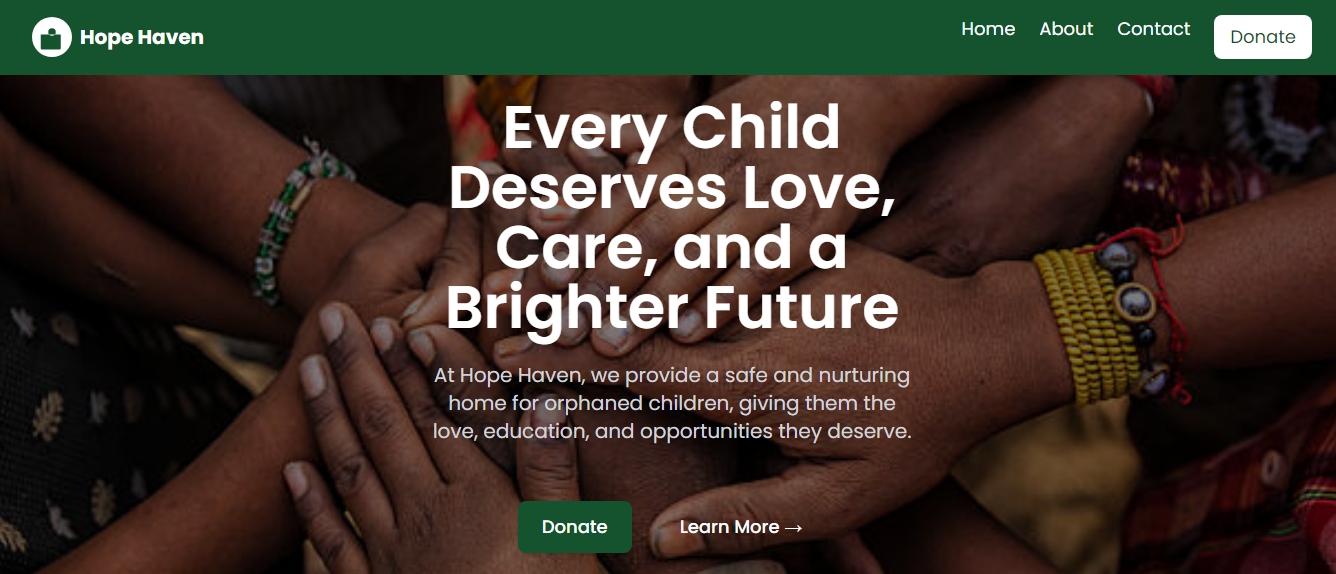 Hope Haven
Home About Contact Donate
Every Child
Deserves Love,
Care, and a
Brighter Future
At Hope Haven, we provide a safe and nurturing
home for orphaned children, giving them the
love, education, and opportunities they deserve.
Donate Learn More →